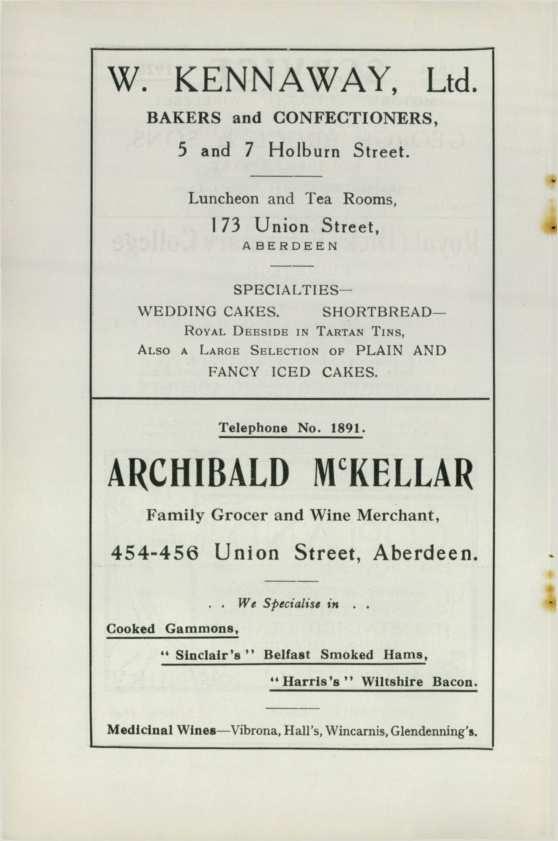 W. KENNAWAY, Ltd.
BAKERS and CONFECTIONERS,
5 and 7 Holburn Street.
Luncheon and Tea Rooms,
173 Union Street,
ABERDEEN
SPECIALTIES—
WEDDING CAKES. SHORTBREAD—
ROYAL DEESIDE IN TARTAN TINS,
ALSO A LARGE SELECTION OF PLAIN AND
FANCY ICED CAKES.
Telephone No. 1891.
ARCHIBALD McKELLAR
Family Grocer and Wine Merchant,
454-456 Union Street, Aberdeen.
. . We Specialise in . .
Cooked Gammons,
"Sinclair's" Belfast Smoked Hams,
"Harris's" Wiltshire Bacon.
Medicinal Wines—Vibrona, Hall's, Wincarnis, Glendenning's.